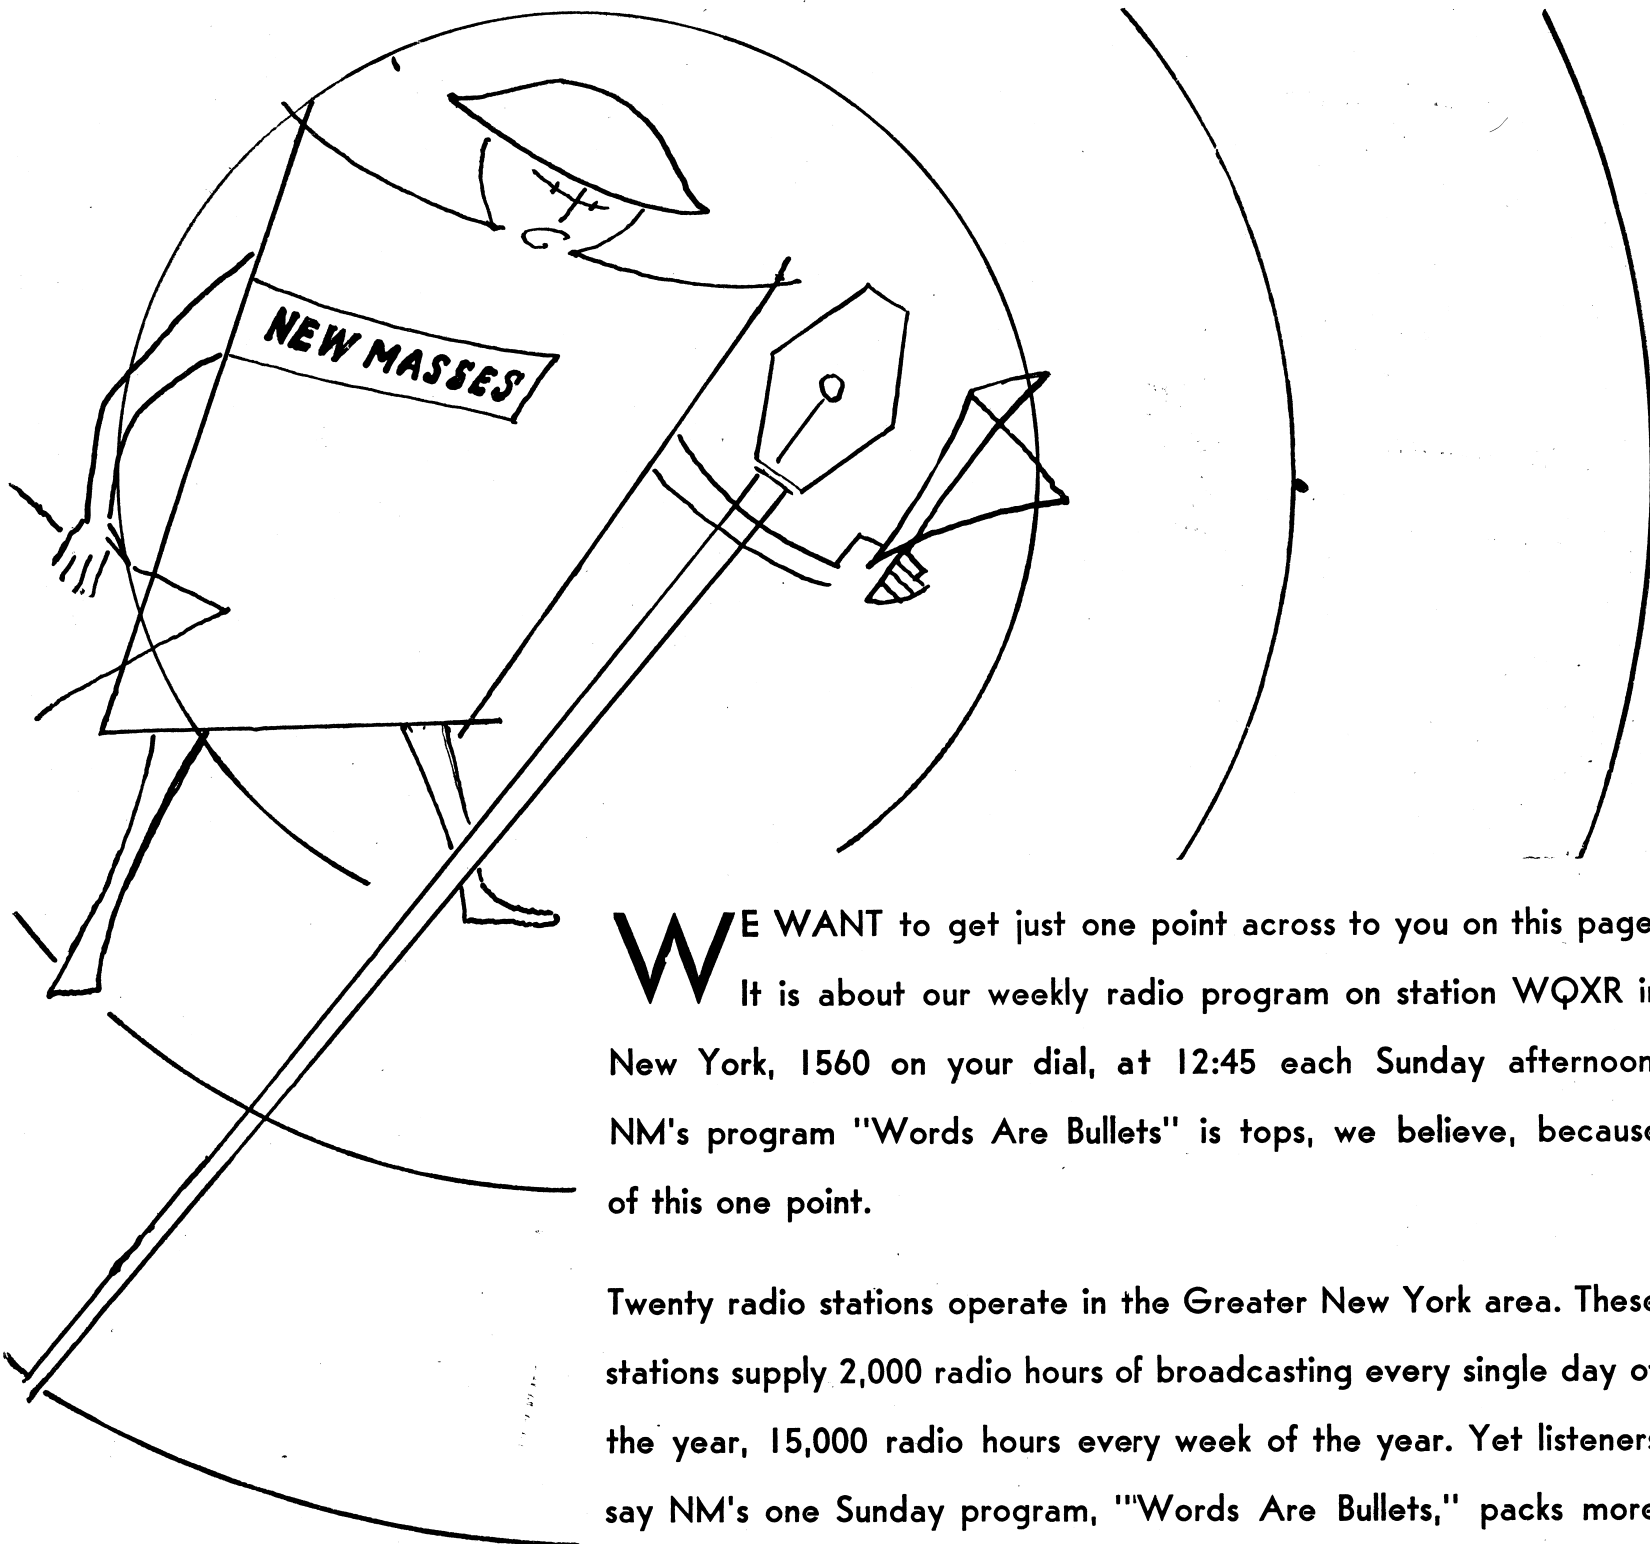 NEW MASSES
WE WANT to get just one point across to you on this page
It is about our weekly radio program on station WQXR i
New York, 1560 on your dial, at 12:45 each Sunday afternoon
NM's program "Words Are Bullets" is tops, we believe, becaus
of this one point.
Twenty radio stations operate in the Greater New York area. These
stations supply 2,000 radio hours of broadcasting every single day o
the year, 15,000 radio hours every week of the year. Yet listeners
say NM's one Sunday program, "'Words Are Bullets," packs more